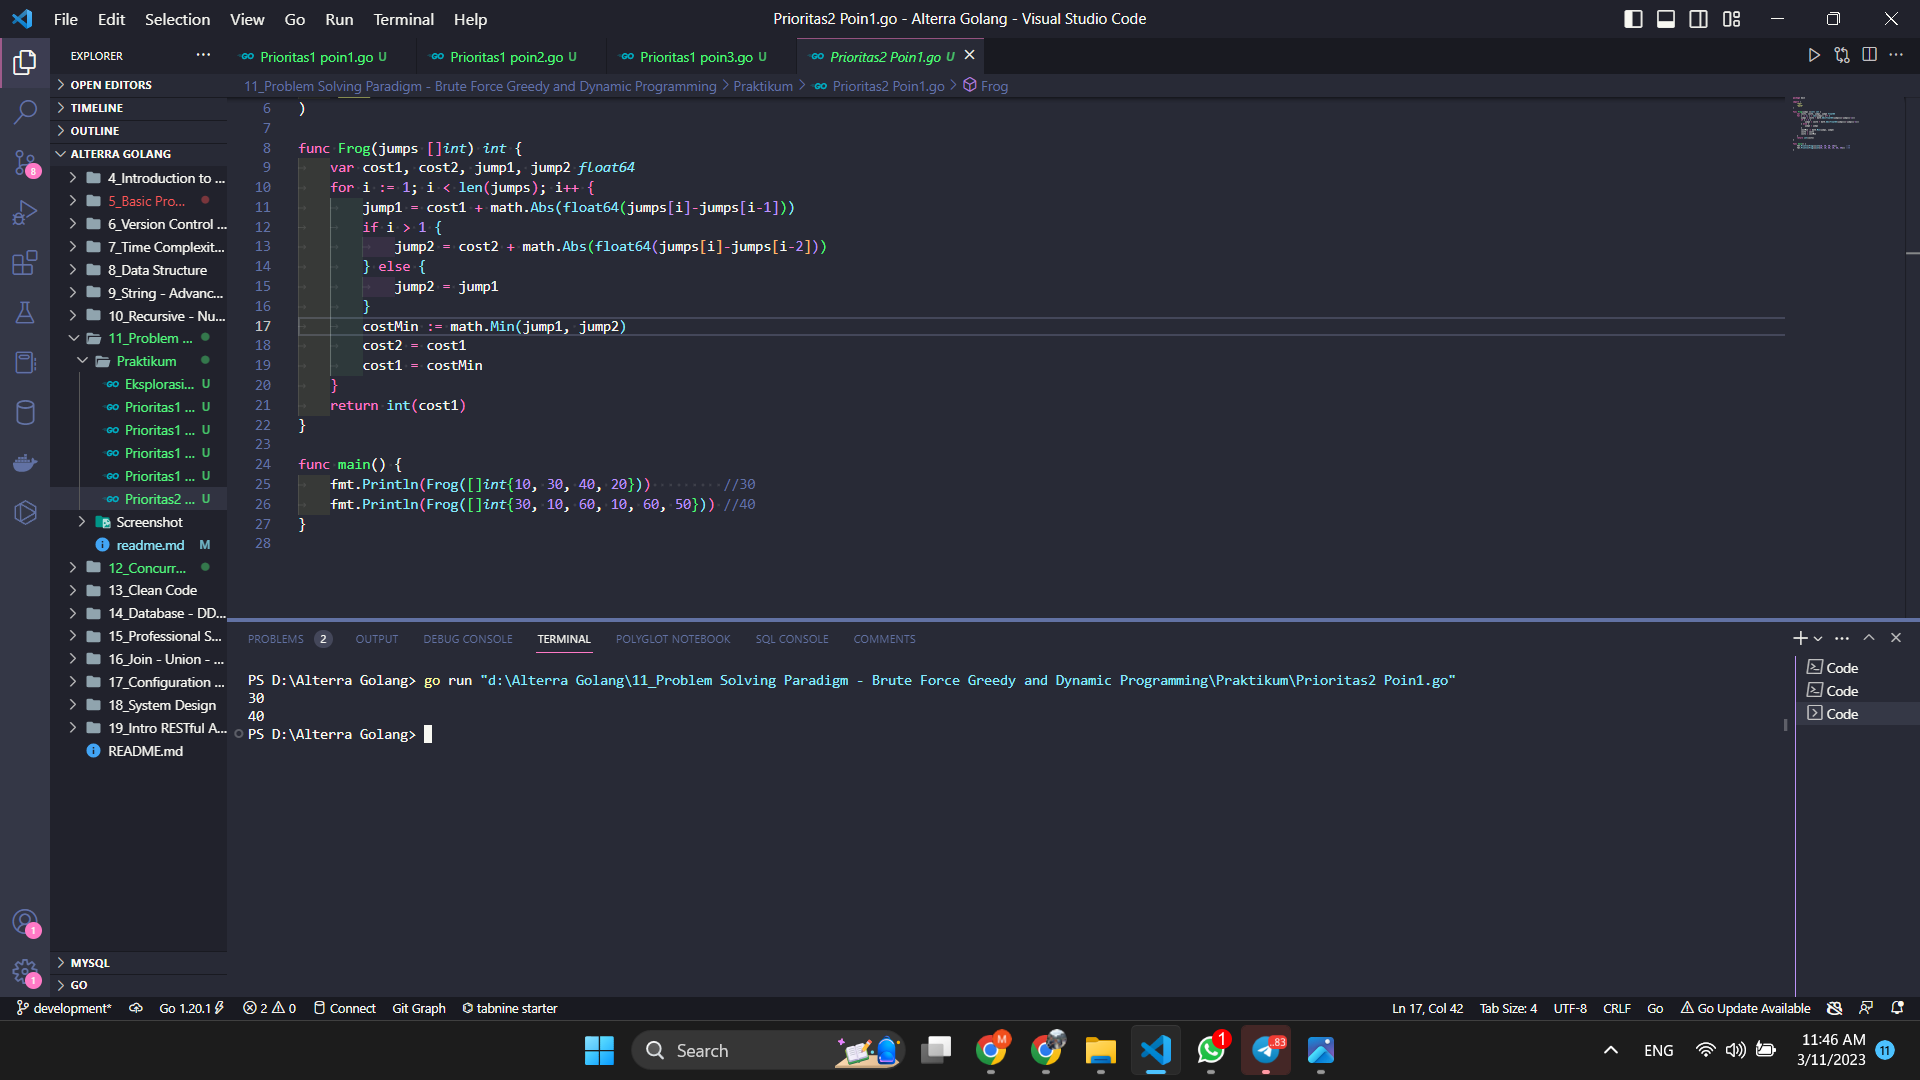 File Edit Selection View Go Run Terminal Help
Prioritas2 Poin1.go - Alterra Golang - Visual Studio Code
EXPLORER
Prioritas1 poin1.go U
Prioritas1 poin2.go U
Prioritas1 poin3.go U
Prioritas2 Poin1.go U
11_Problem Solving Paradigm - Brute Force Greedy and Dynamic Programming > Praktikum > Prioritas2 Poin1.go > Frog
OPEN EDITORS
TIMELINE
OUTLINE
ALTERRA GOLANG
4_Introduction to ...
5_Basic Pro...
6_Version Control ...
7_Time Complexit...
8_Data Structure
9_String - Advanc...
10_Recursive - Nu...
11_Problem ...
Praktikum
Eksplorasi... U
Prioritas1 ... U
Prioritas1 ... U
Prioritas1 ... U
Prioritas1 ... U
Prioritas2 ... U
Screenshot
readme.md M
12_Concurr...
13_Clean Code
14_Database - DD...
15_Professional S...
16_Join - Union - ...
17_Configuration ...
18_System Design
19_Intro RESTful A...
README.md
MYSQL
GO
8
1
1
6 )
7
8 func Frog(jumps []int) int {
9 var cost1, cost2, jump1, jump2 float64
10 for i := 1; i < len(jumps); i++ {
11 jump1 = cost1 + math.Abs(float64(jumps[i]-jumps[i-1]))
12 if i > 1 {
13 jump2 = cost2 + math.Abs(float64(jumps[i]-jumps[i-2]))
14 } else {
15 jump2 = jump1
16 }
17 costMin := math.Min(jump1, jump2)
18 cost2 = cost1
19 cost1 = costMin
20 }
21 return int(cost1)
22 }
23
24 func main() {
25 fmt.Println(Frog([]int{10, 30, 40, 20})) //30
26 fmt.Println(Frog([]int{30, 10, 60, 10, 60, 50})) //40
27 }
28
PROBLEMS 2 OUTPUT DEBUG CONSOLE TERMINAL POLYGLOT NOTEBOOK SQL CONSOLE COMMENTS
PS D:\Alterra Golang> go run "d:\Alterra Golang\11_Problem Solving Paradigm - Brute Force Greedy and Dynamic Programming\Praktikum\Prioritas2 Poin1.go"
30
40
PS D:\Alterra Golang>
Code
Code
Code
development* Go 1.20.1 2 0 Connect Git Graph tabnine starter
Ln 17, Col 42 Tab Size: 4 UTF-8 CRLF Go Go Update Available
Search
M
1
83
ENG
11:46 AM
3/11/2023
11